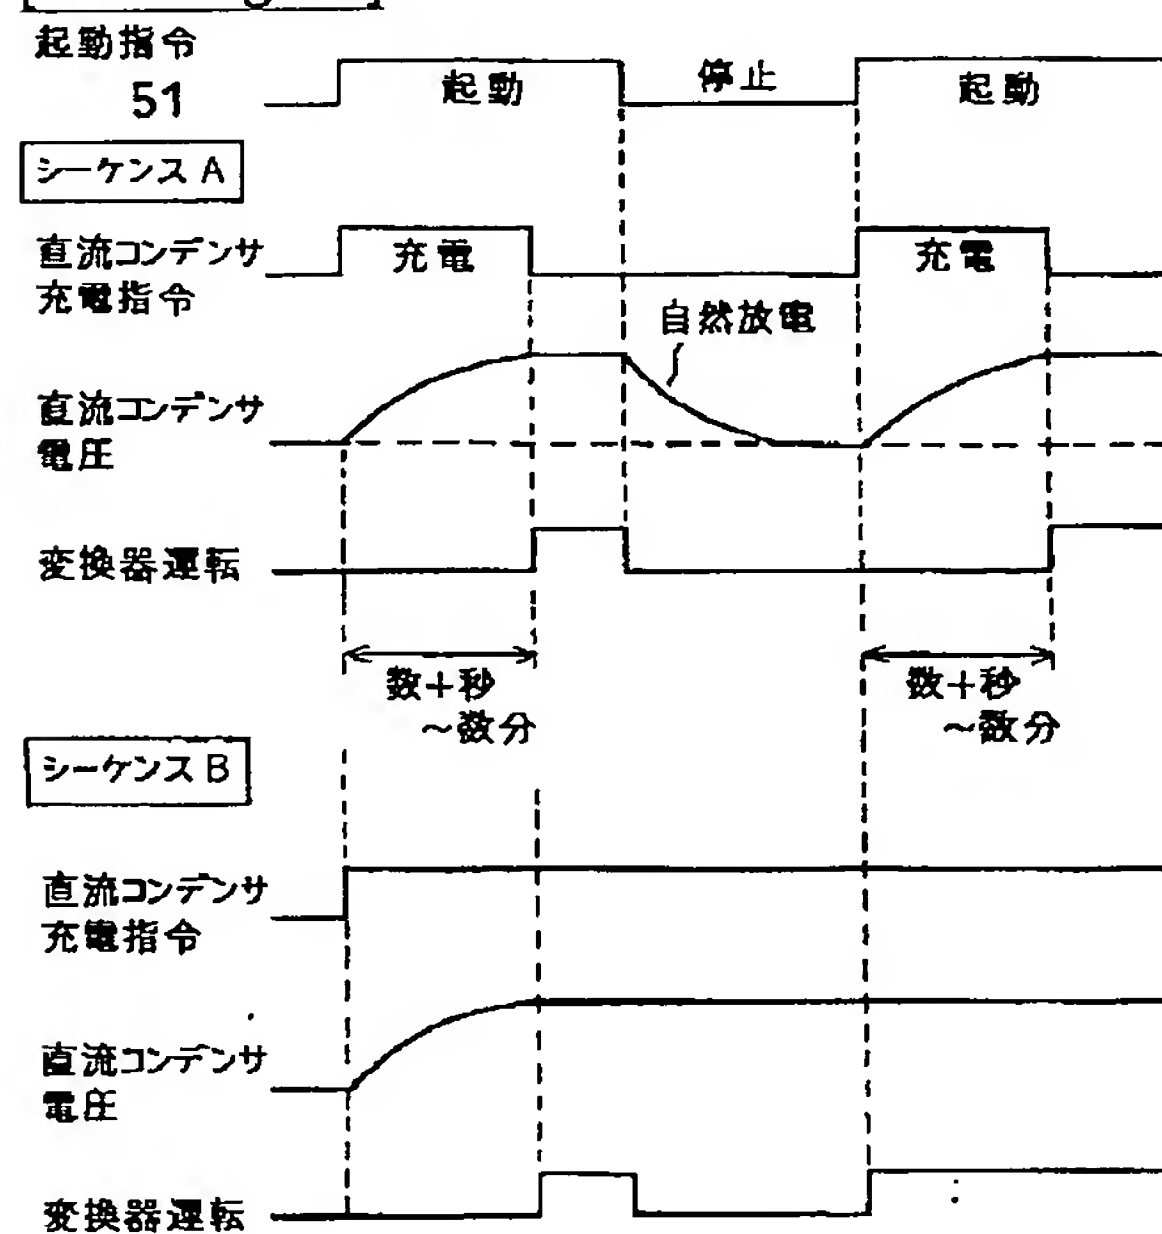 起動指令
51
起動
停止
起動
シーケンス A
直流コンデンサ
充電指令
充電
充電
自然放電
直流コンデンサ
電圧
変換器運転
数十秒
～数分
数十秒
～数分
シーケンス B
直流コンデンサ
充電指令
直流コンデンサ
電圧
変換器運転